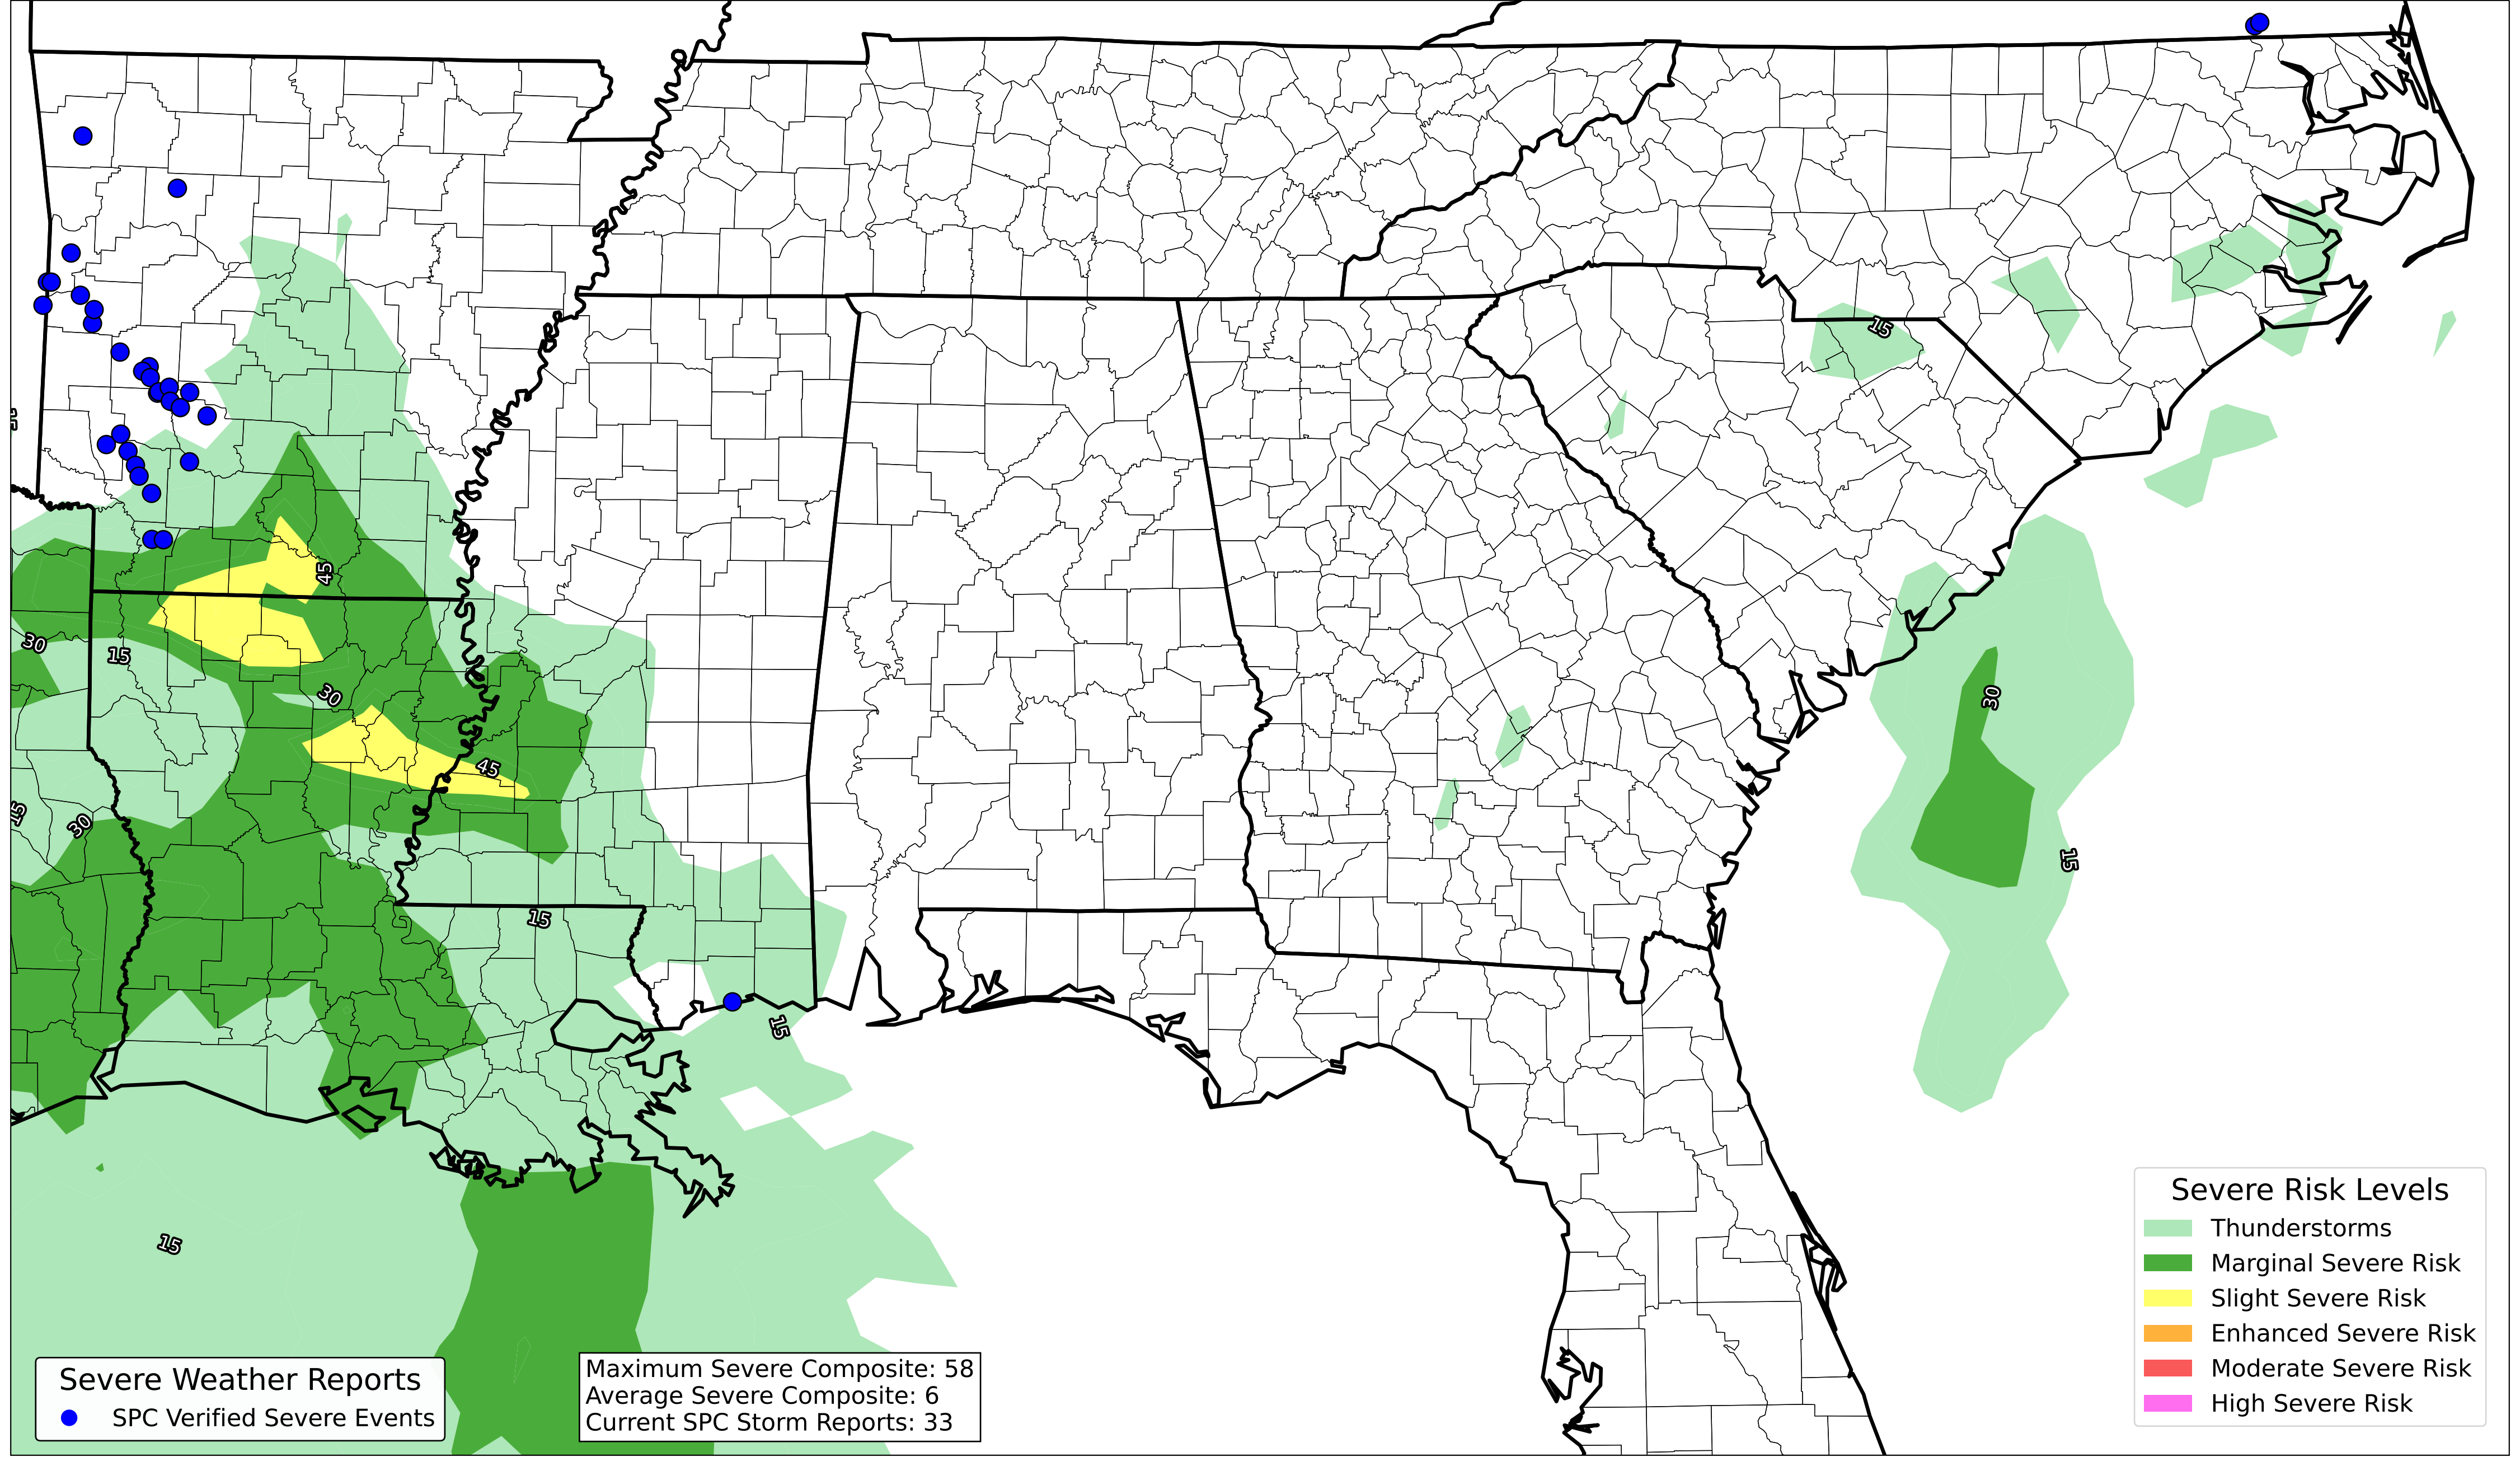 15
45
30
15
30
30
45
30
15
15
15
15
15
15
Severe Weather Reports
SPC Verified Severe Events
Maximum Severe Composite: 58
Average Severe Composite: 6
Current SPC Storm Reports: 33
Severe Risk Levels
Thunderstorms
Marginal Severe Risk
Slight Severe Risk
Enhanced Severe Risk
Moderate Severe Risk
High Severe Risk